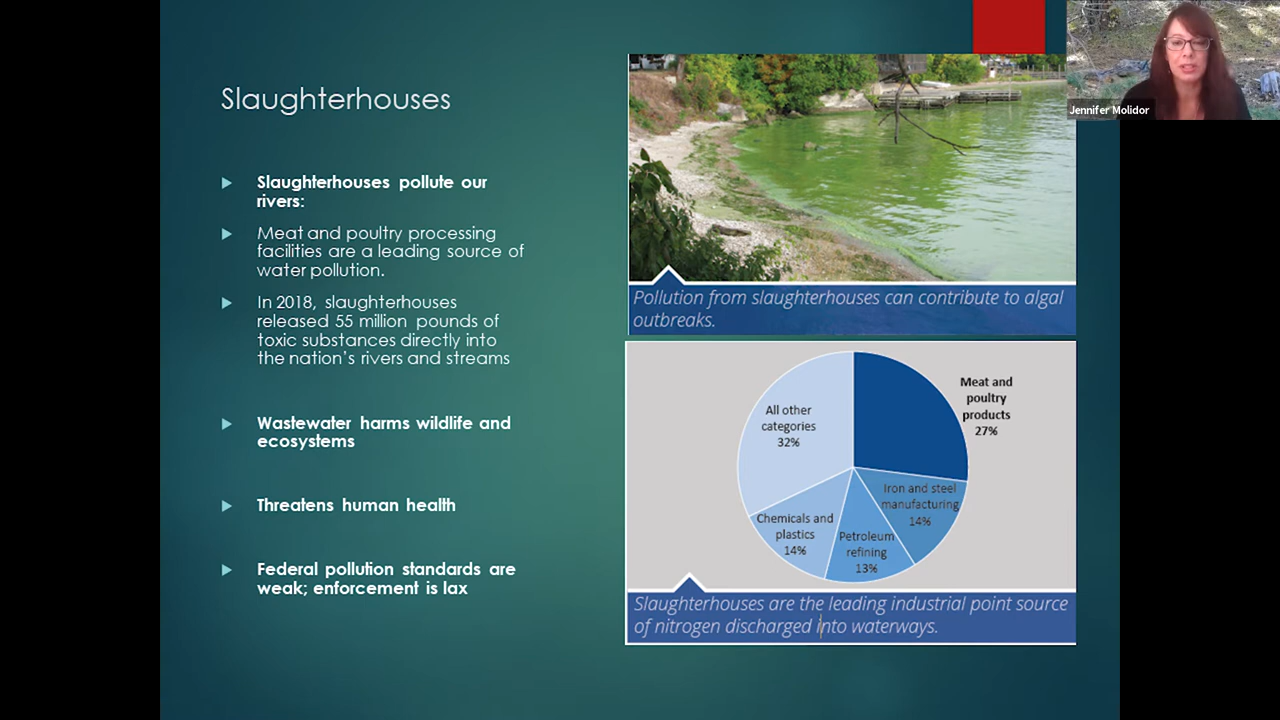 Slaughterhouses
Slaughterhouses pollute our
rivers:
Meat and poultry processing
facilities are a leading source of
water pollution.
In 2018, slaughterhouses
released 55 million pounds of
toxic substances directly into
the nation's rivers and streams
Wastewater harms wildlife and
ecosystems
Threatens human health
Federal pollution standards are
weak; enforcement is lax
Pollution from slaughterhouses can contribute to algal
outbreaks.
Meat and
poultry
products
27%
Iron and steel
manufacturing
14%
Petroleum
refining
13%
Chemicals and
plastics
14%
All other
categories
32%
Slaughterhouses are the leading industrial point source
of nitrogen discharged into waterways.
Jennifer Molidor